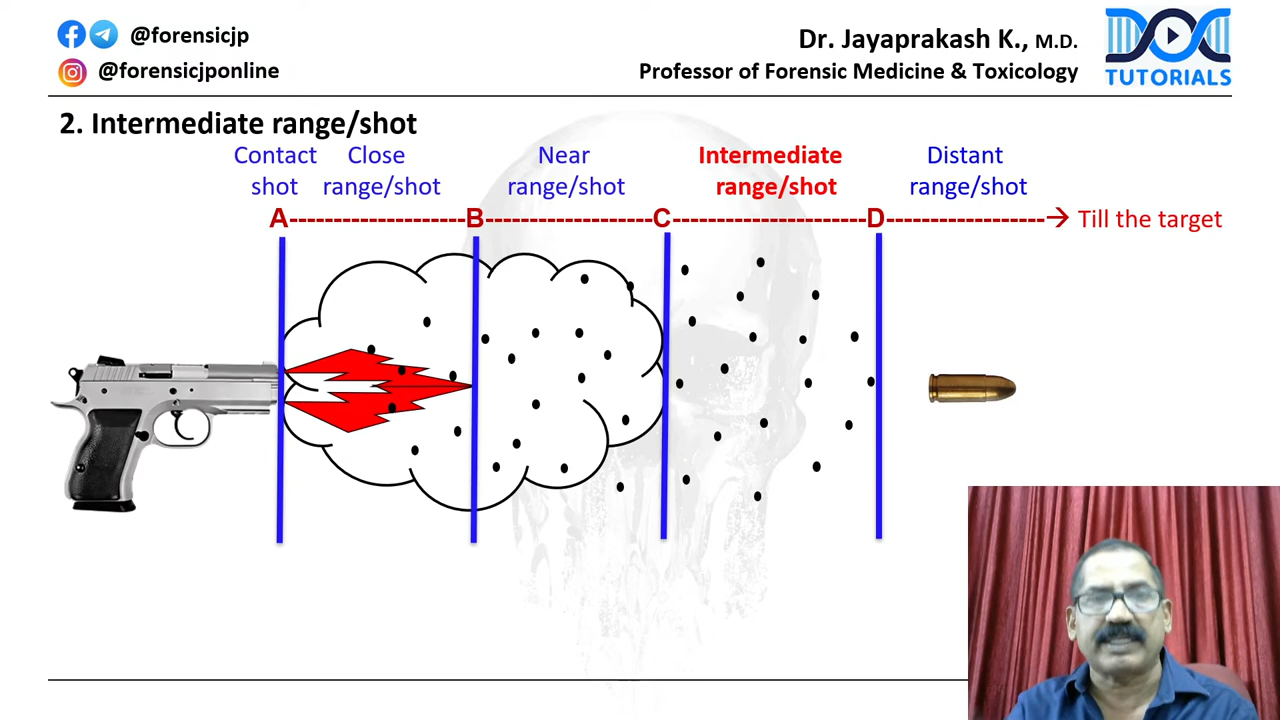 @forensicjp
@forensicjponline
Dr. Jayaprakash K., M.D.
Professor of Forensic Medicine & Toxicology
TUTORIALS
2. Intermediate range/shot
Contact shot
Close range/shot
Near range/shot
Intermediate range/shot
Distant range/shot
A--------------------B-------------------C----------------------D------------------→ Till the target